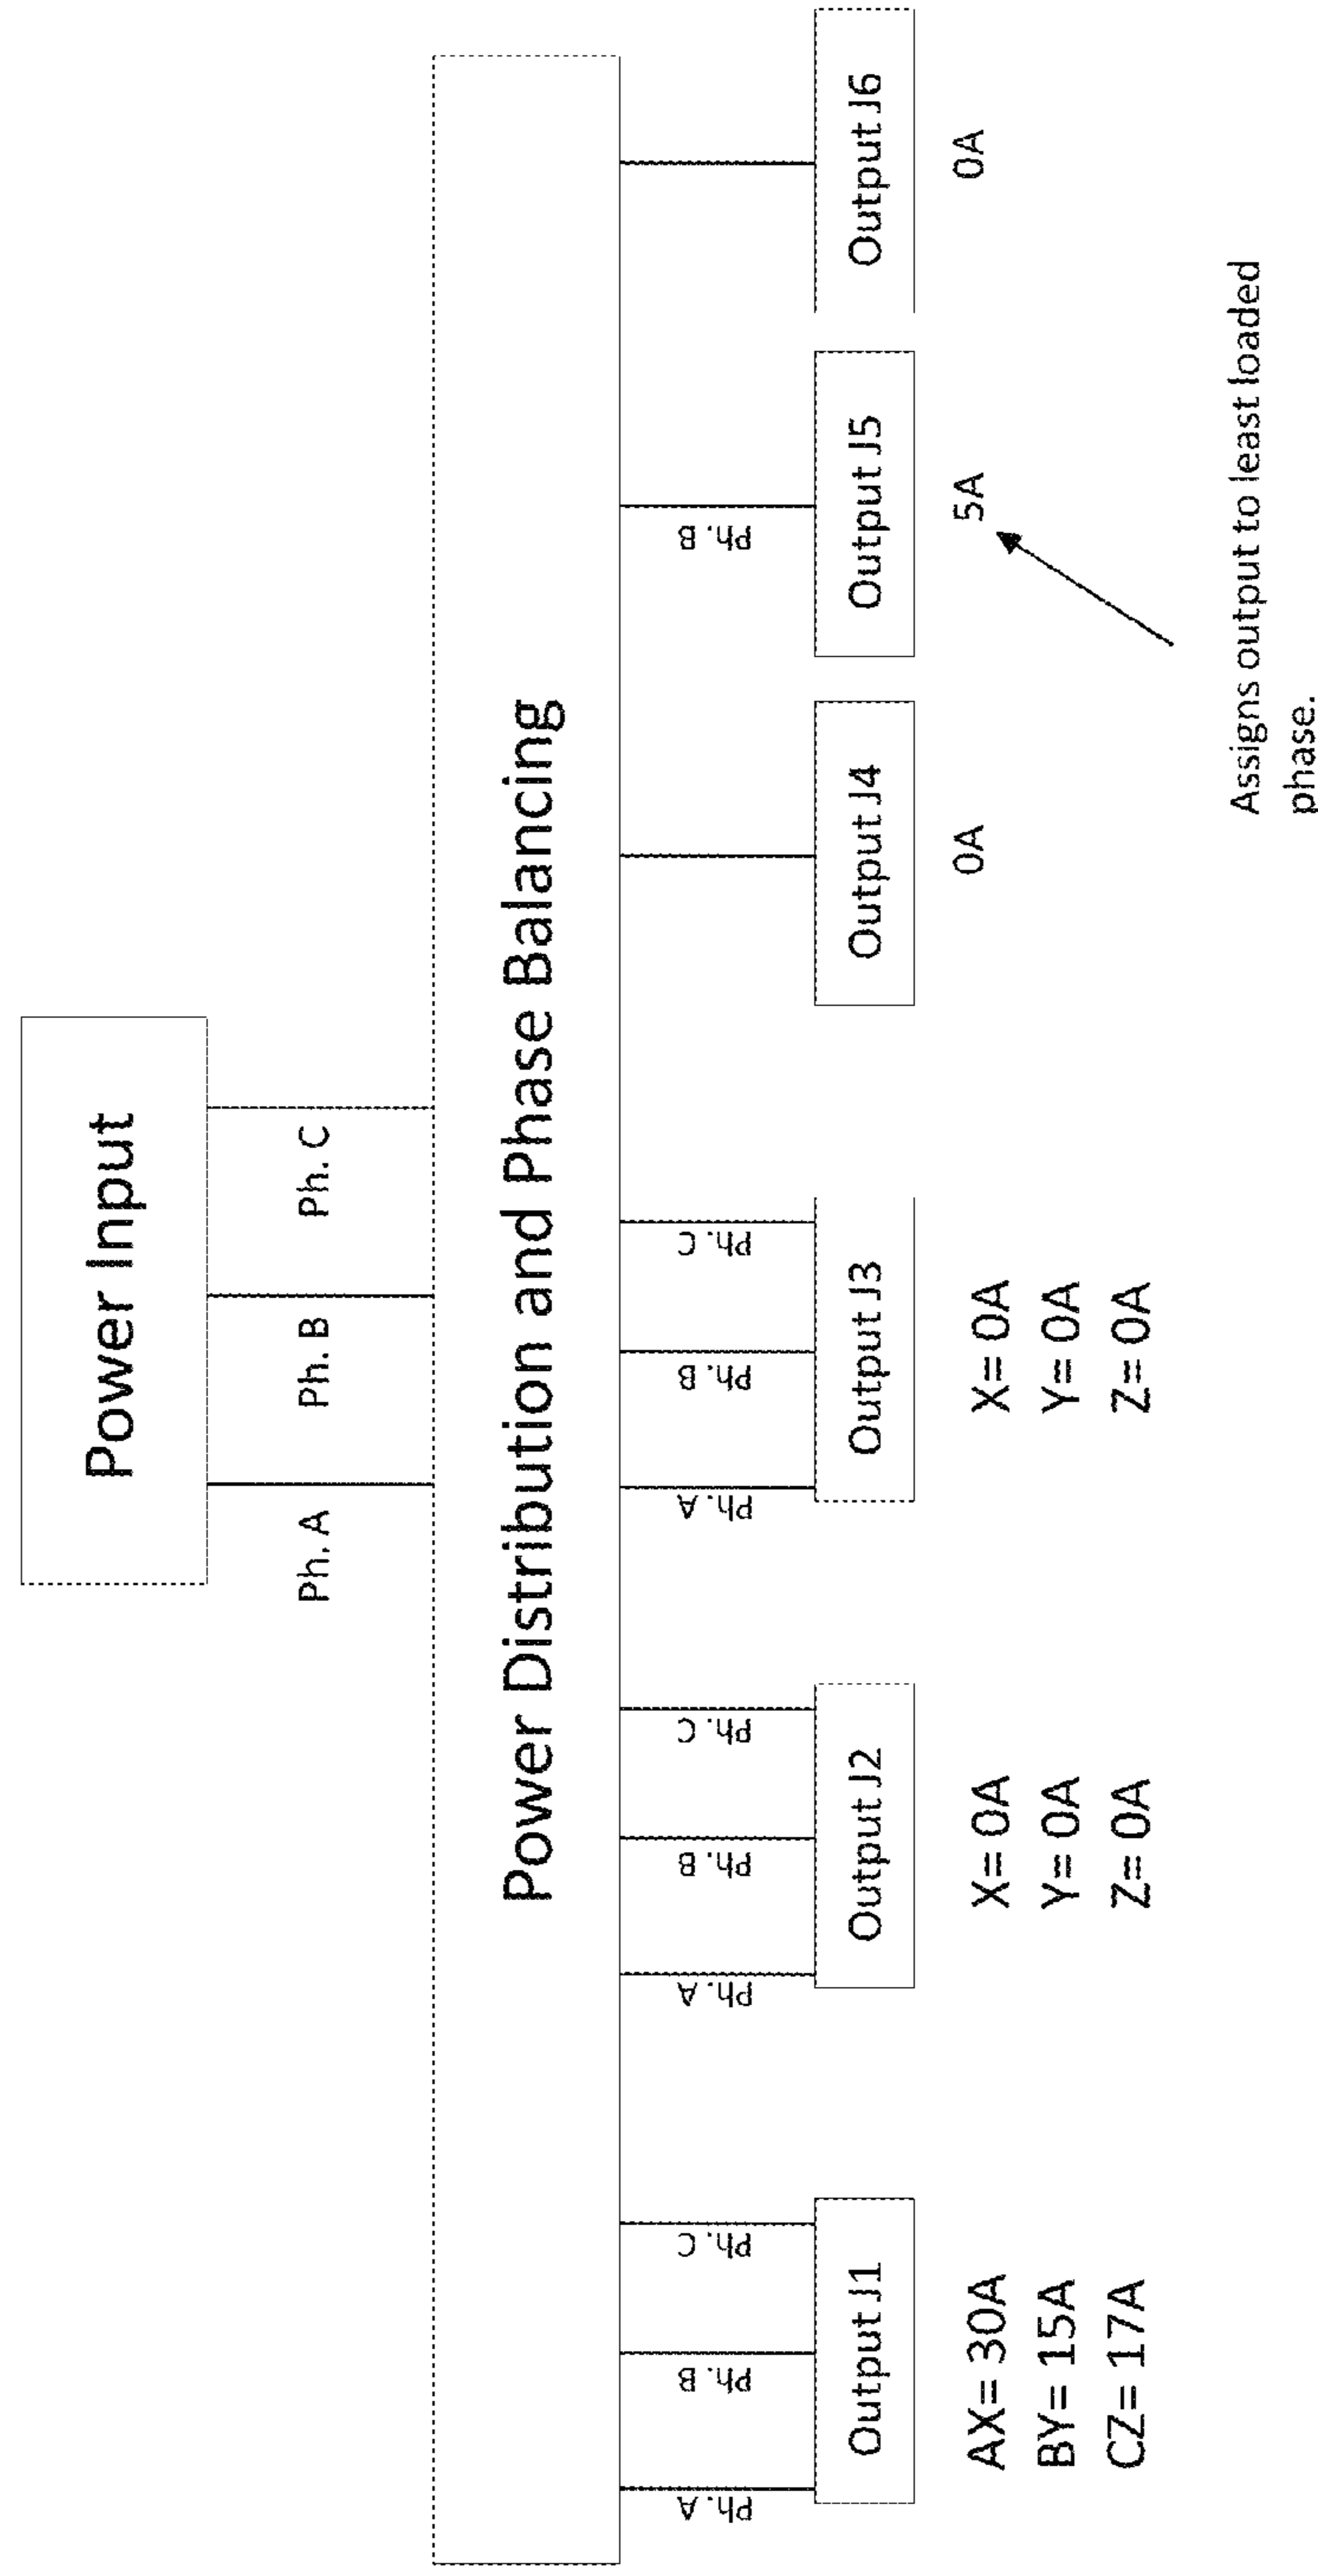 Power Input
Ph. A
Ph. B
Ph. C
Power Distribution and Phase Balancing
Ph. A
Ph. B
Ph. C
Ph. A
Ph. B
Ph. C
Ph. A
Ph. B
Ph. C
Ph. B
Output J1
Output J2
Output J3
Output J4
Output J5
Output J6
AX= 30A
BY= 15A
CZ= 17A
X= 0A
Y= 0A
Z= 0A
X= 0A
Y= 0A
Z= 0A
0A
5A
0A
Assigns output to least loaded
phase.